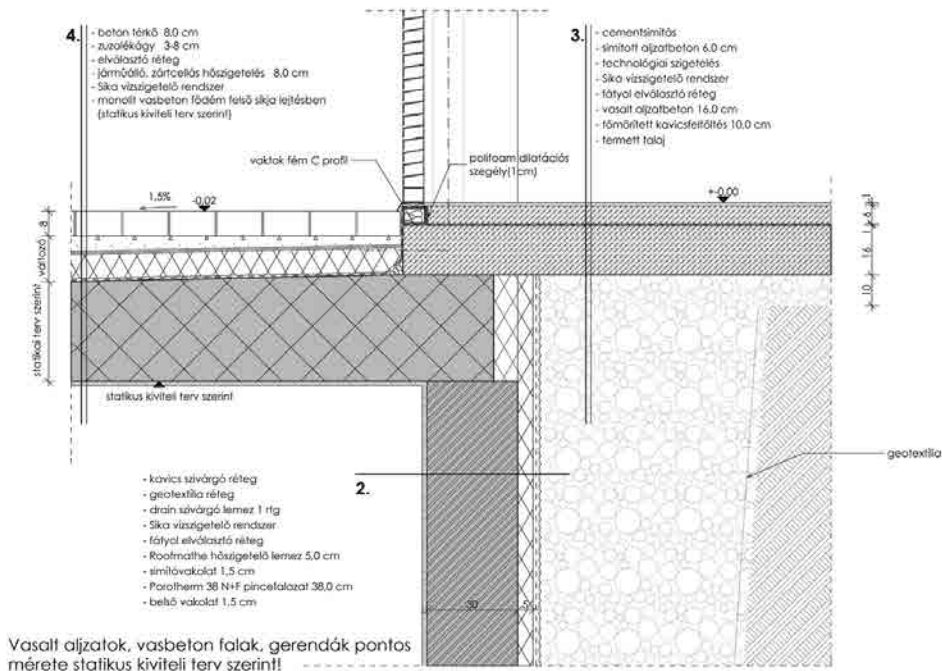 4.
- beton térkő 8.0 cm
- zuzalékágy 3-8 cm
- elválasztó réteg
- járműálló, zártcellás hőszigetelés 8.0 cm
- Sika vízszigetelő rendszer
- monolit vasbeton födém felső síkja lejtésben
(statikus kiviteli terv szerint)
3.
- cementsimítás
- simított aljzatbeton 6.0 cm
- technológiai szigetelés
- Sika vízszigetelő rendszer
- fátyol elválasztó réteg
- vasalt aljzatbeton 16.0 cm
- tömörített kavicsfeltöltés 10.0 cm
- termett talaj
vaktok fém C profil
polifoam dilatációs
szegély(1cm)
1,5%
-0,02
+-0,00
8
változó
statikai terv szerint
1
6
16
10
statikus kiviteli terv szerint
geotextília
2.
- kavics szivárgó réteg
- geotextília réteg
- drain szivárgó lemez 1 rtg
- Sika vízszigetelő rendszer
- fátyol elválasztó réteg
- Roofmathe hőszigetelő lemez 5,0 cm
- simítóvakolat 1,5 cm
- Porotherm 38 N+F pincefalazat 38,0 cm
- belső vakolat 1.5 cm
30
5
Vasalt aljzatok, vasbeton falak, gerendák pontos
mérete statikus kiviteli terv szerint!